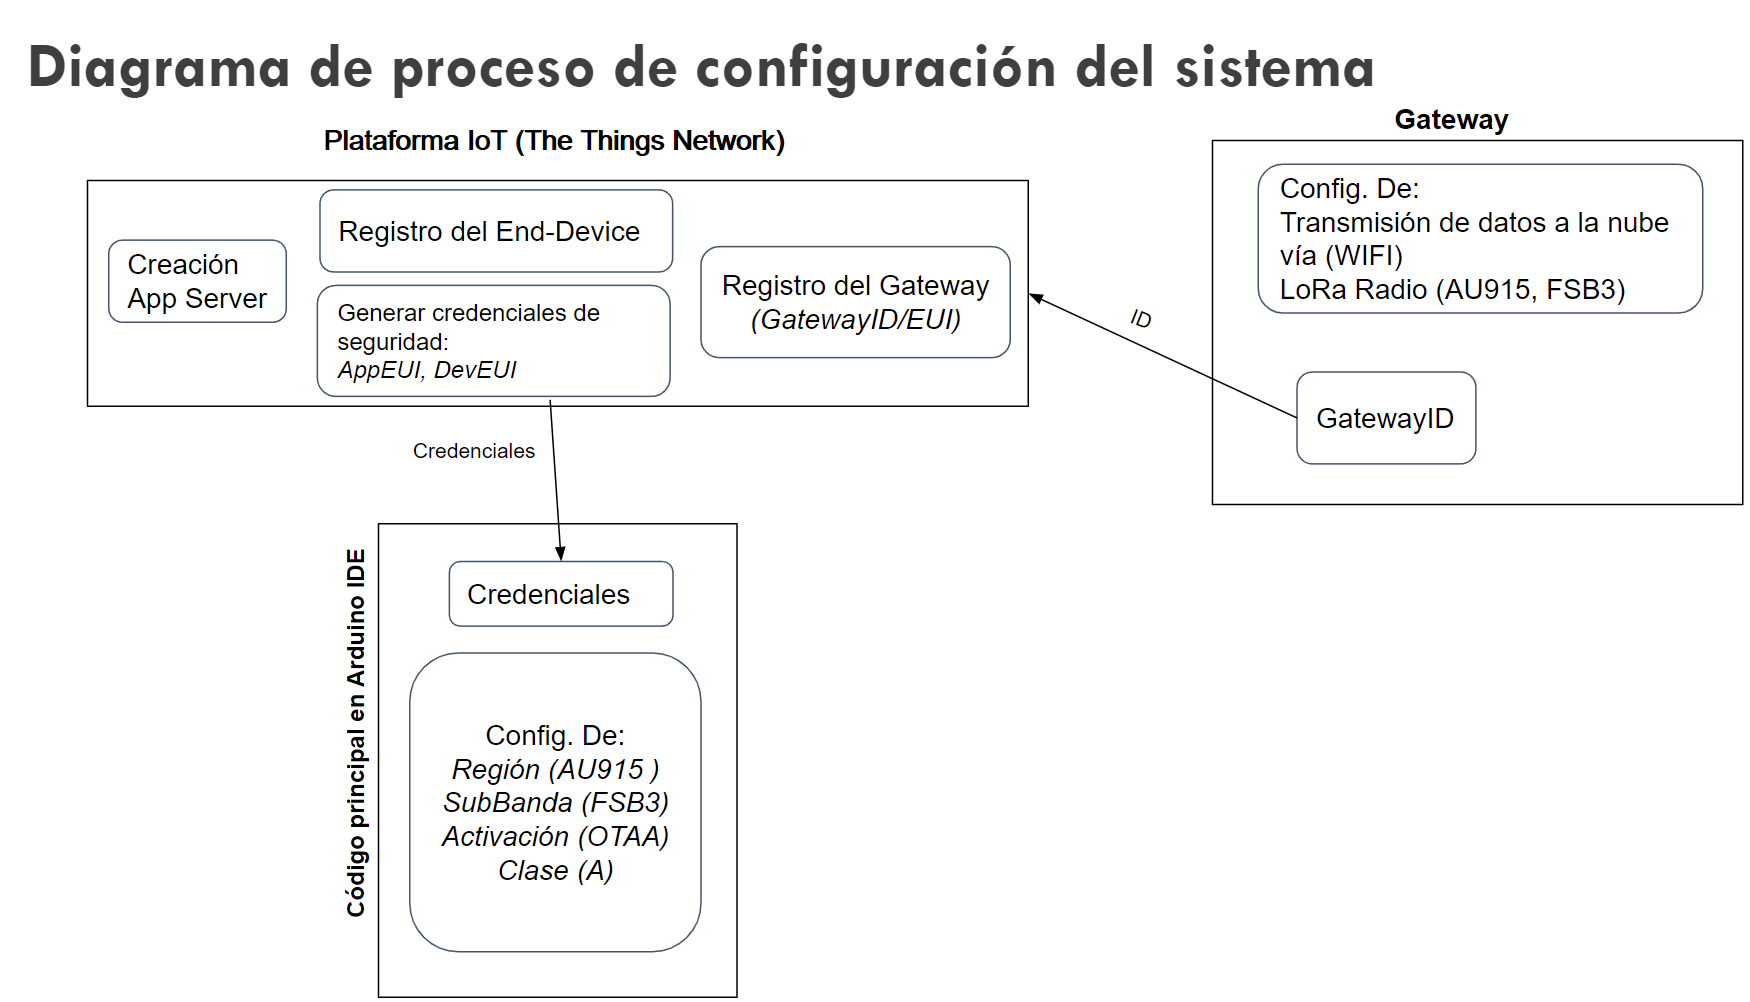 Diagrama de proceso de configuración del sistema
Plataforma IoT (The Things Network)
Creación
App Server
Registro del End-Device
Generar credenciales de
seguridad:
AppEUI, DevEUI
Registro del Gateway
(GatewayID/EUI)
Gateway
Config. De:
Transmisión de datos a la nube
vía (WIFI)
LoRa Radio (AU915, FSB3)
ID
GatewayID
Credenciales
Código principal en Arduino IDE
Credenciales
Config. De:
Región (AU915 )
SubBanda (FSB3)
Activación (OTAA)
Clase (A)